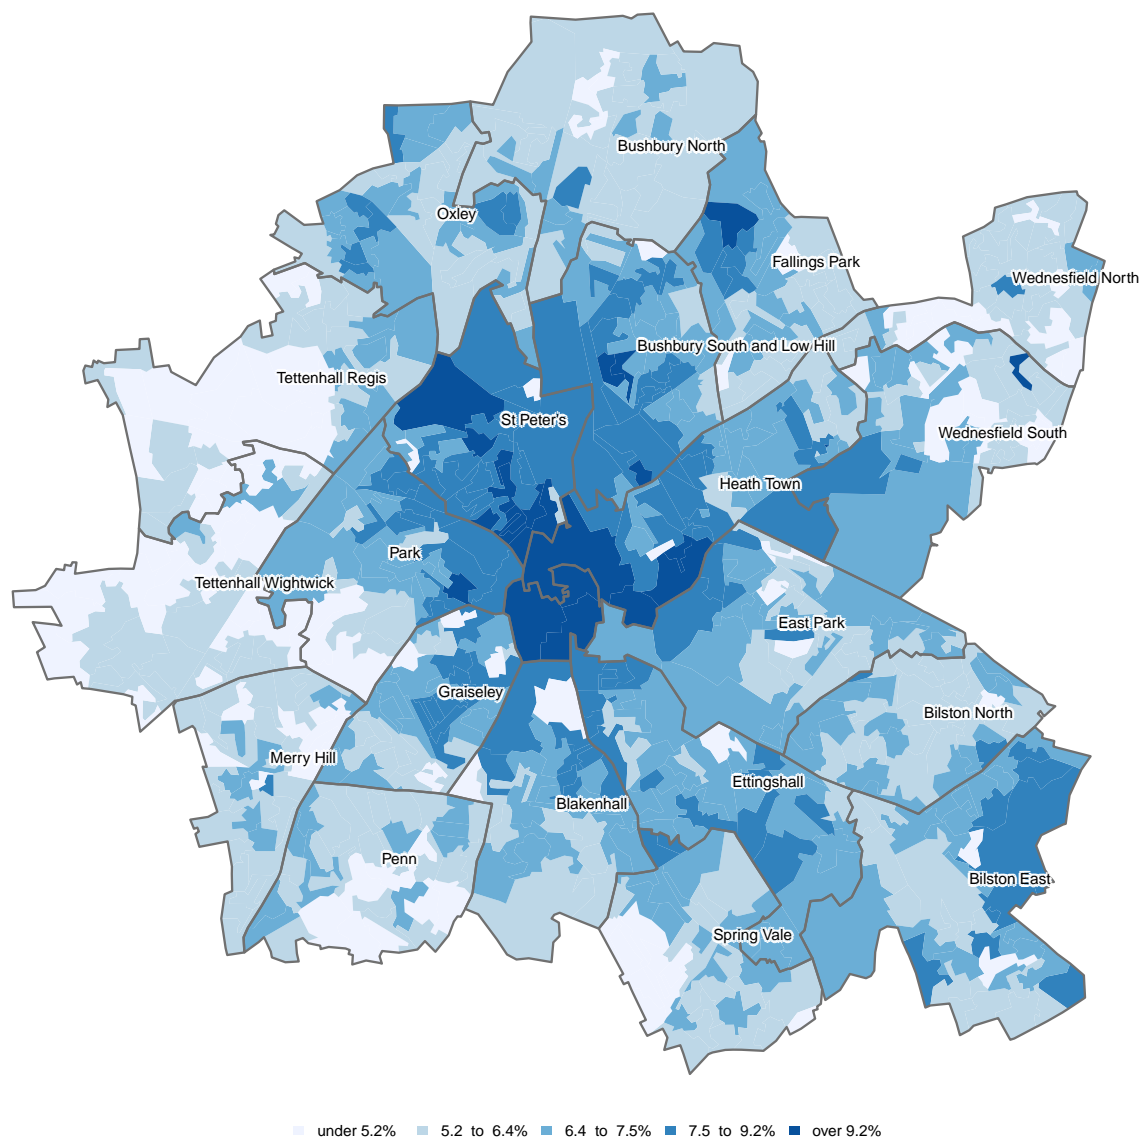 Bushbury North
Oxley
Fallings Park
Wednesfield North
Bushbury South and Low Hill
Tettenhall Regis
St Peter's
Wednesfield South
Heath Town
Park
Tettenhall Wightwick
East Park
Graiseley
Bilston North
Merry Hill
Ettingshall
Blakenhall
Penn
Bilston East
Spring Vale
under 5.2% 5.2 to 6.4% 6.4 to 7.5% 7.5 to 9.2% over 9.2%